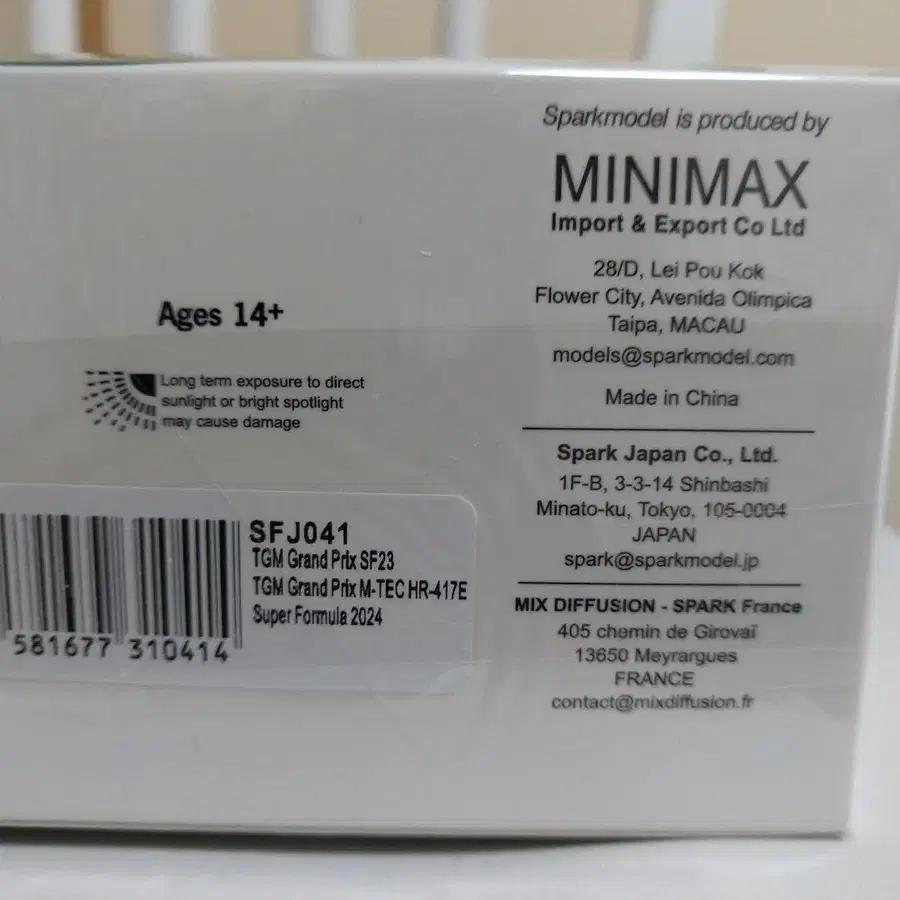 Sparkmodel is produced by
MINIMAX
Import & Export Co Ltd
28/D, Lei Pou Kok
Flower City, Avenida Olimpica
Taipa, MACAU
models@sparkmodel.com
Made in China
Ages 14+
Long term exposure to direct
sunlight or bright spotlight
may cause damage
Spark Japan Co., Ltd.
1F-B, 3-3-14 Shinbashi
Minato-ku, Tokyo, 105-0004
JAPAN
spark@sparkmodel.jp
SFJ041
TGM Grand Prix SF23
TGM Grand Prix M-TEC HR-417E
Super Formula 2024
581677 310414
MIX DIFFUSION - SPARK France
405 chemin de Girovaï
13650 Meyrargues
FRANCE
contact@mixdiffusion.fr